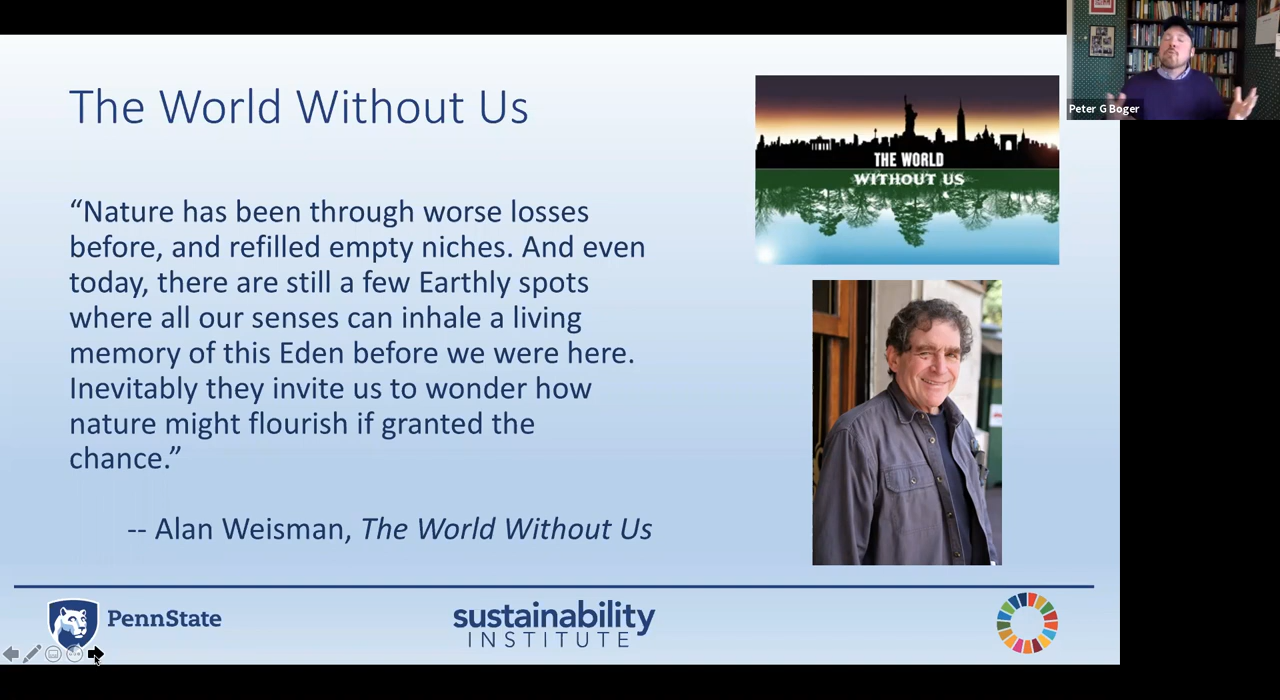 The World Without Us
“Nature has been through worse losses
before, and refilled empty niches. And even
today, there are still a few Earthly spots
where all our senses can inhale a living
memory of this Eden before we were here.
Inevitably they invite us to wonder how
nature might flourish if granted the
chance.”
-- Alan Weisman, The World Without Us
THE WORLD
WITHOUT US
Peter G Boger
PennState
sustainability
INSTITUTE